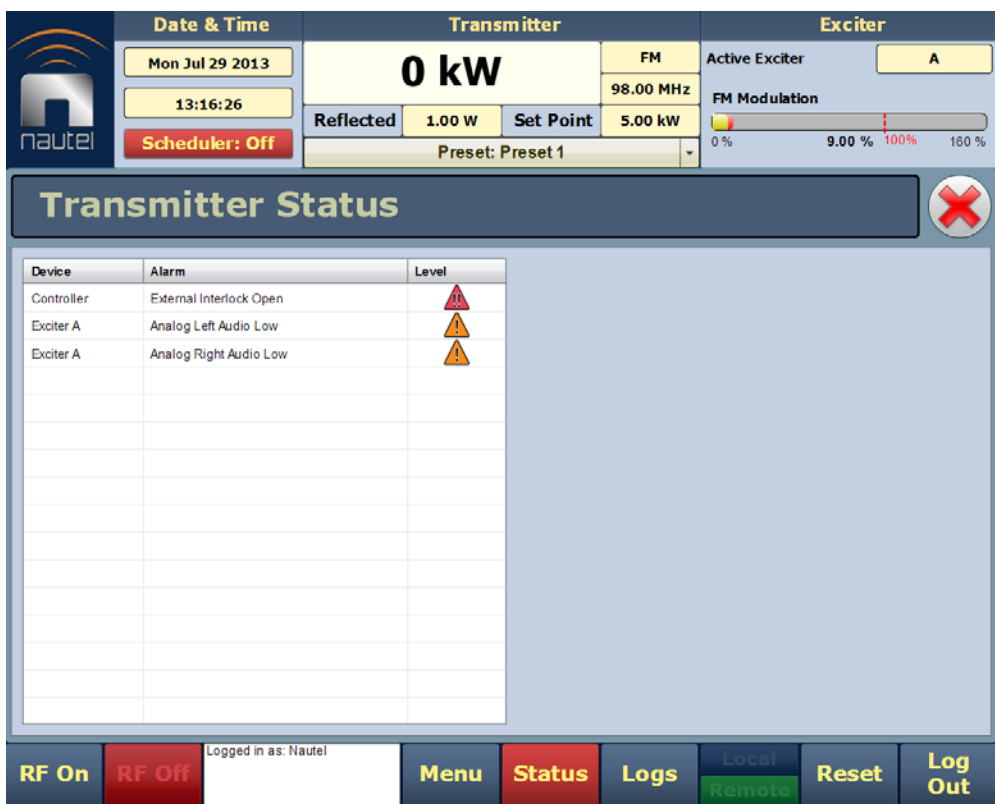 Date & Time
Transmitter
Exciter
nautel
Mon Jul 29 2013
13:16:26
Scheduler: Off
0 kW
FM
98.00 MHz
Reflected 1.00 W Set Point 5.00 kW
Preset: Preset 1
Active Exciter A
FM Modulation
0 % 9.00 % 100% 160 %
Transmitter Status
Device Alarm Level
Controller External Interlock Open
Exciter A Analog Left Audio Low
Exciter A Analog Right Audio Low
RF On
RF Off
Logged in as: Nautel
Menu
Status
Logs
Local
Remote
Reset
Log
Out